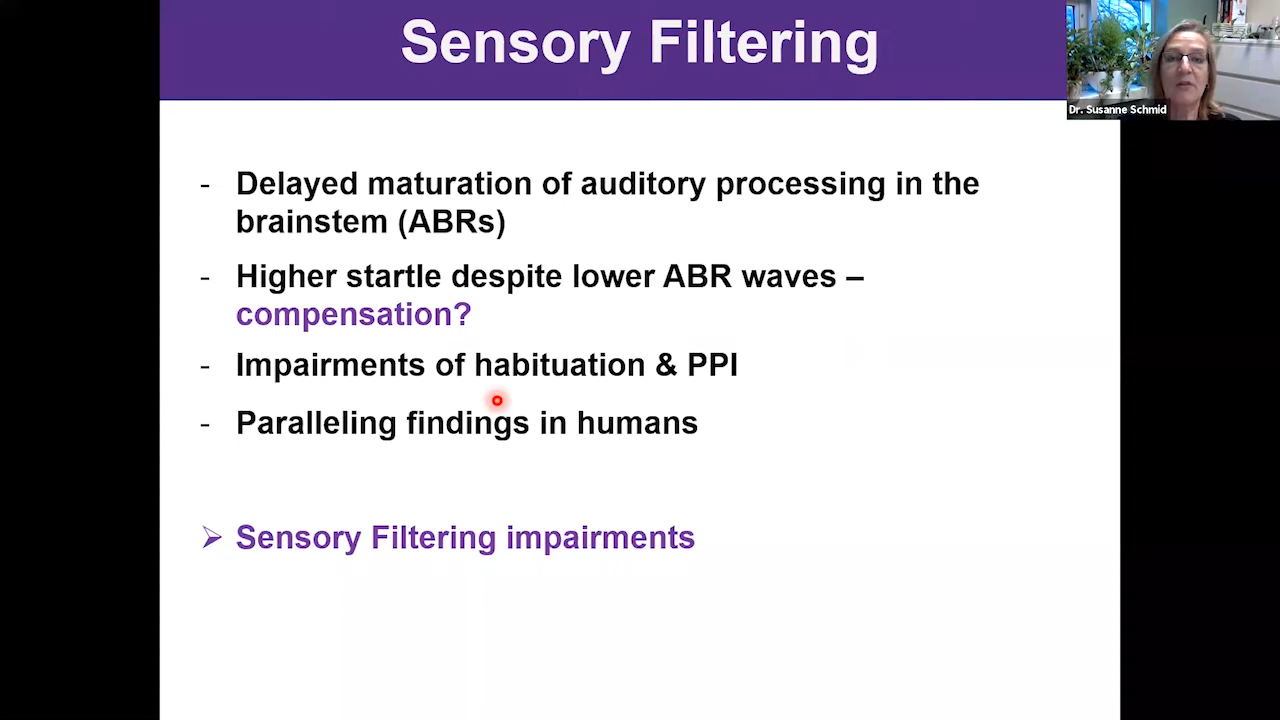 Sensory Filtering
Dr. Susanne Schmid
- Delayed maturation of auditory processing in the
brainstem (ABRs)
- Higher startle despite lower ABR waves –
compensation?
- Impairments of habituation & PPI
- Paralleling findings in humans
➢ Sensory Filtering impairments